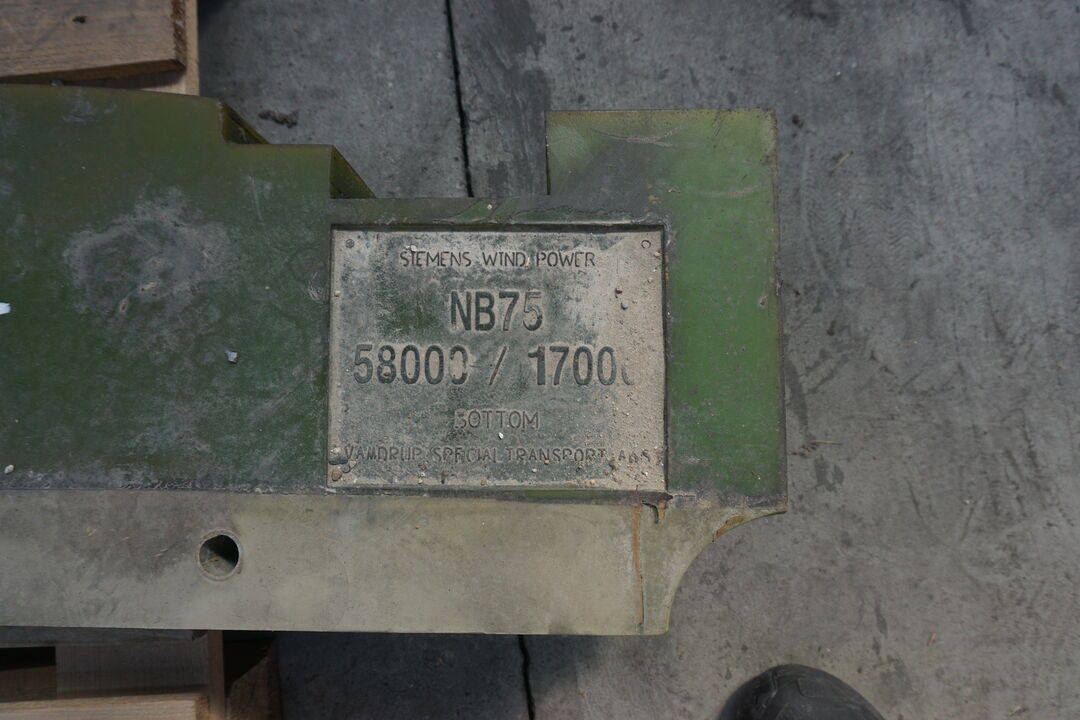 SIEMENS WIND POWER
NB75
58000 / 17000
BOTTOM
VAMDRUP SPECIAL TRANSPORT